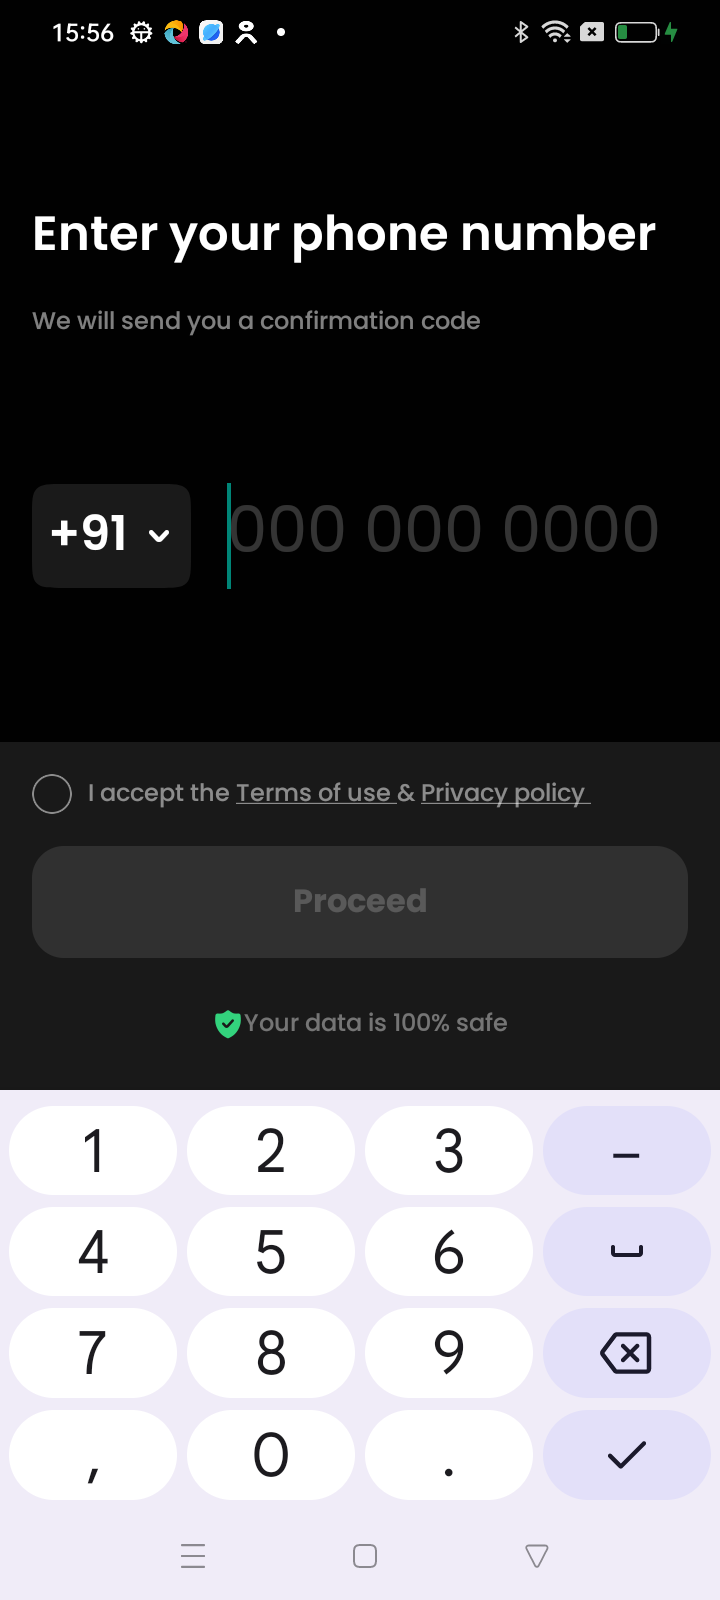 15:56
Enter your phone number
We will send you a confirmation code
+91 000 000 0000
I accept the Terms of use & Privacy policy
Proceed
Your data is 100% safe
1 2 3 –
4 5 6
7 8 9
, 0 .